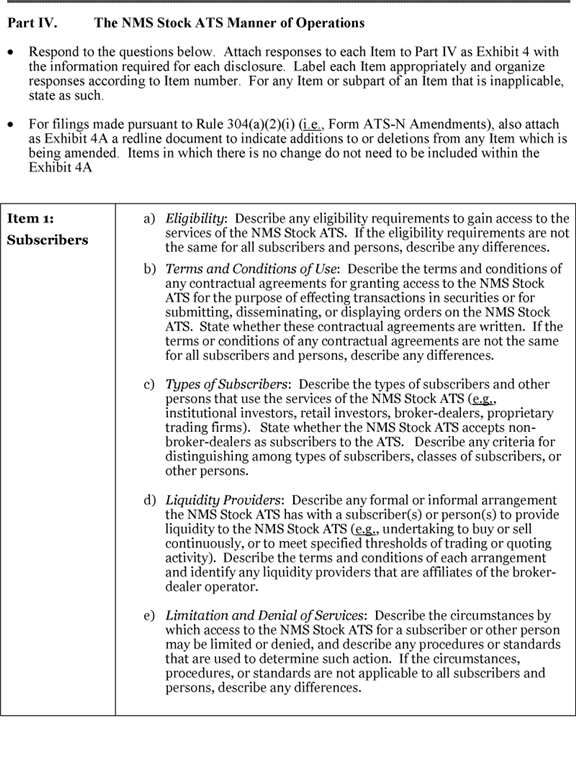 Part IV. The NMS Stock ATS Manner of Operations
• Respond to the questions below. Attach responses to each Item to Part IV as Exhibit 4 with
the information required for each disclosure. Label each Item appropriately and organize
responses according to Item number. For any Item or subpart of an Item that is inapplicable,
state as such.
• For filings made pursuant to Rule 304(a)(2)(i) (i.e., Form ATS-N Amendments), also attach
as Exhibit 4A a redline document to indicate additions to or deletions from any Item which is
being amended. Items in which there is no change do not need to be included within the
Exhibit 4A
Item 1:
Subscribers
a) Eligibility: Describe any eligibility requirements to gain access to the
services of the NMS Stock ATS. If the eligibility requirements are not
the same for all subscribers and persons, describe any differences.
b) Terms and Conditions of Use: Describe the terms and conditions of
any contractual agreements for granting access to the NMS Stock
ATS for the purpose of effecting transactions in securities or for
submitting, disseminating, or displaying orders on the NMS Stock
ATS. State whether these contractual agreements are written. If the
terms or conditions of any contractual agreements are not the same
for all subscribers and persons, describe any differences.
c) Types of Subscribers: Describe the types of subscribers and other
persons that use the services of the NMS Stock ATS (e.g.,
institutional investors, retail investors, broker-dealers, proprietary
trading firms). State whether the NMS Stock ATS accepts non-
broker-dealers as subscribers to the ATS. Describe any criteria for
distinguishing among types of subscribers, classes of subscribers, or
other persons.
d) Liquidity Providers: Describe any formal or informal arrangement
the NMS Stock ATS has with a subscriber(s) or person(s) to provide
liquidity to the NMS Stock ATS (e.g., undertaking to buy or sell
continuously, or to meet specified thresholds of trading or quoting
activity). Describe the terms and conditions of each arrangement
and identify any liquidity providers that are affiliates of the broker-
dealer operator.
e) Limitation and Denial of Services: Describe the circumstances by
which access to the NMS Stock ATS for a subscriber or other person
may be limited or denied, and describe any procedures or standards
that are used to determine such action. If the circumstances,
procedures, or standards are not applicable to all subscribers and
persons, describe any differences.